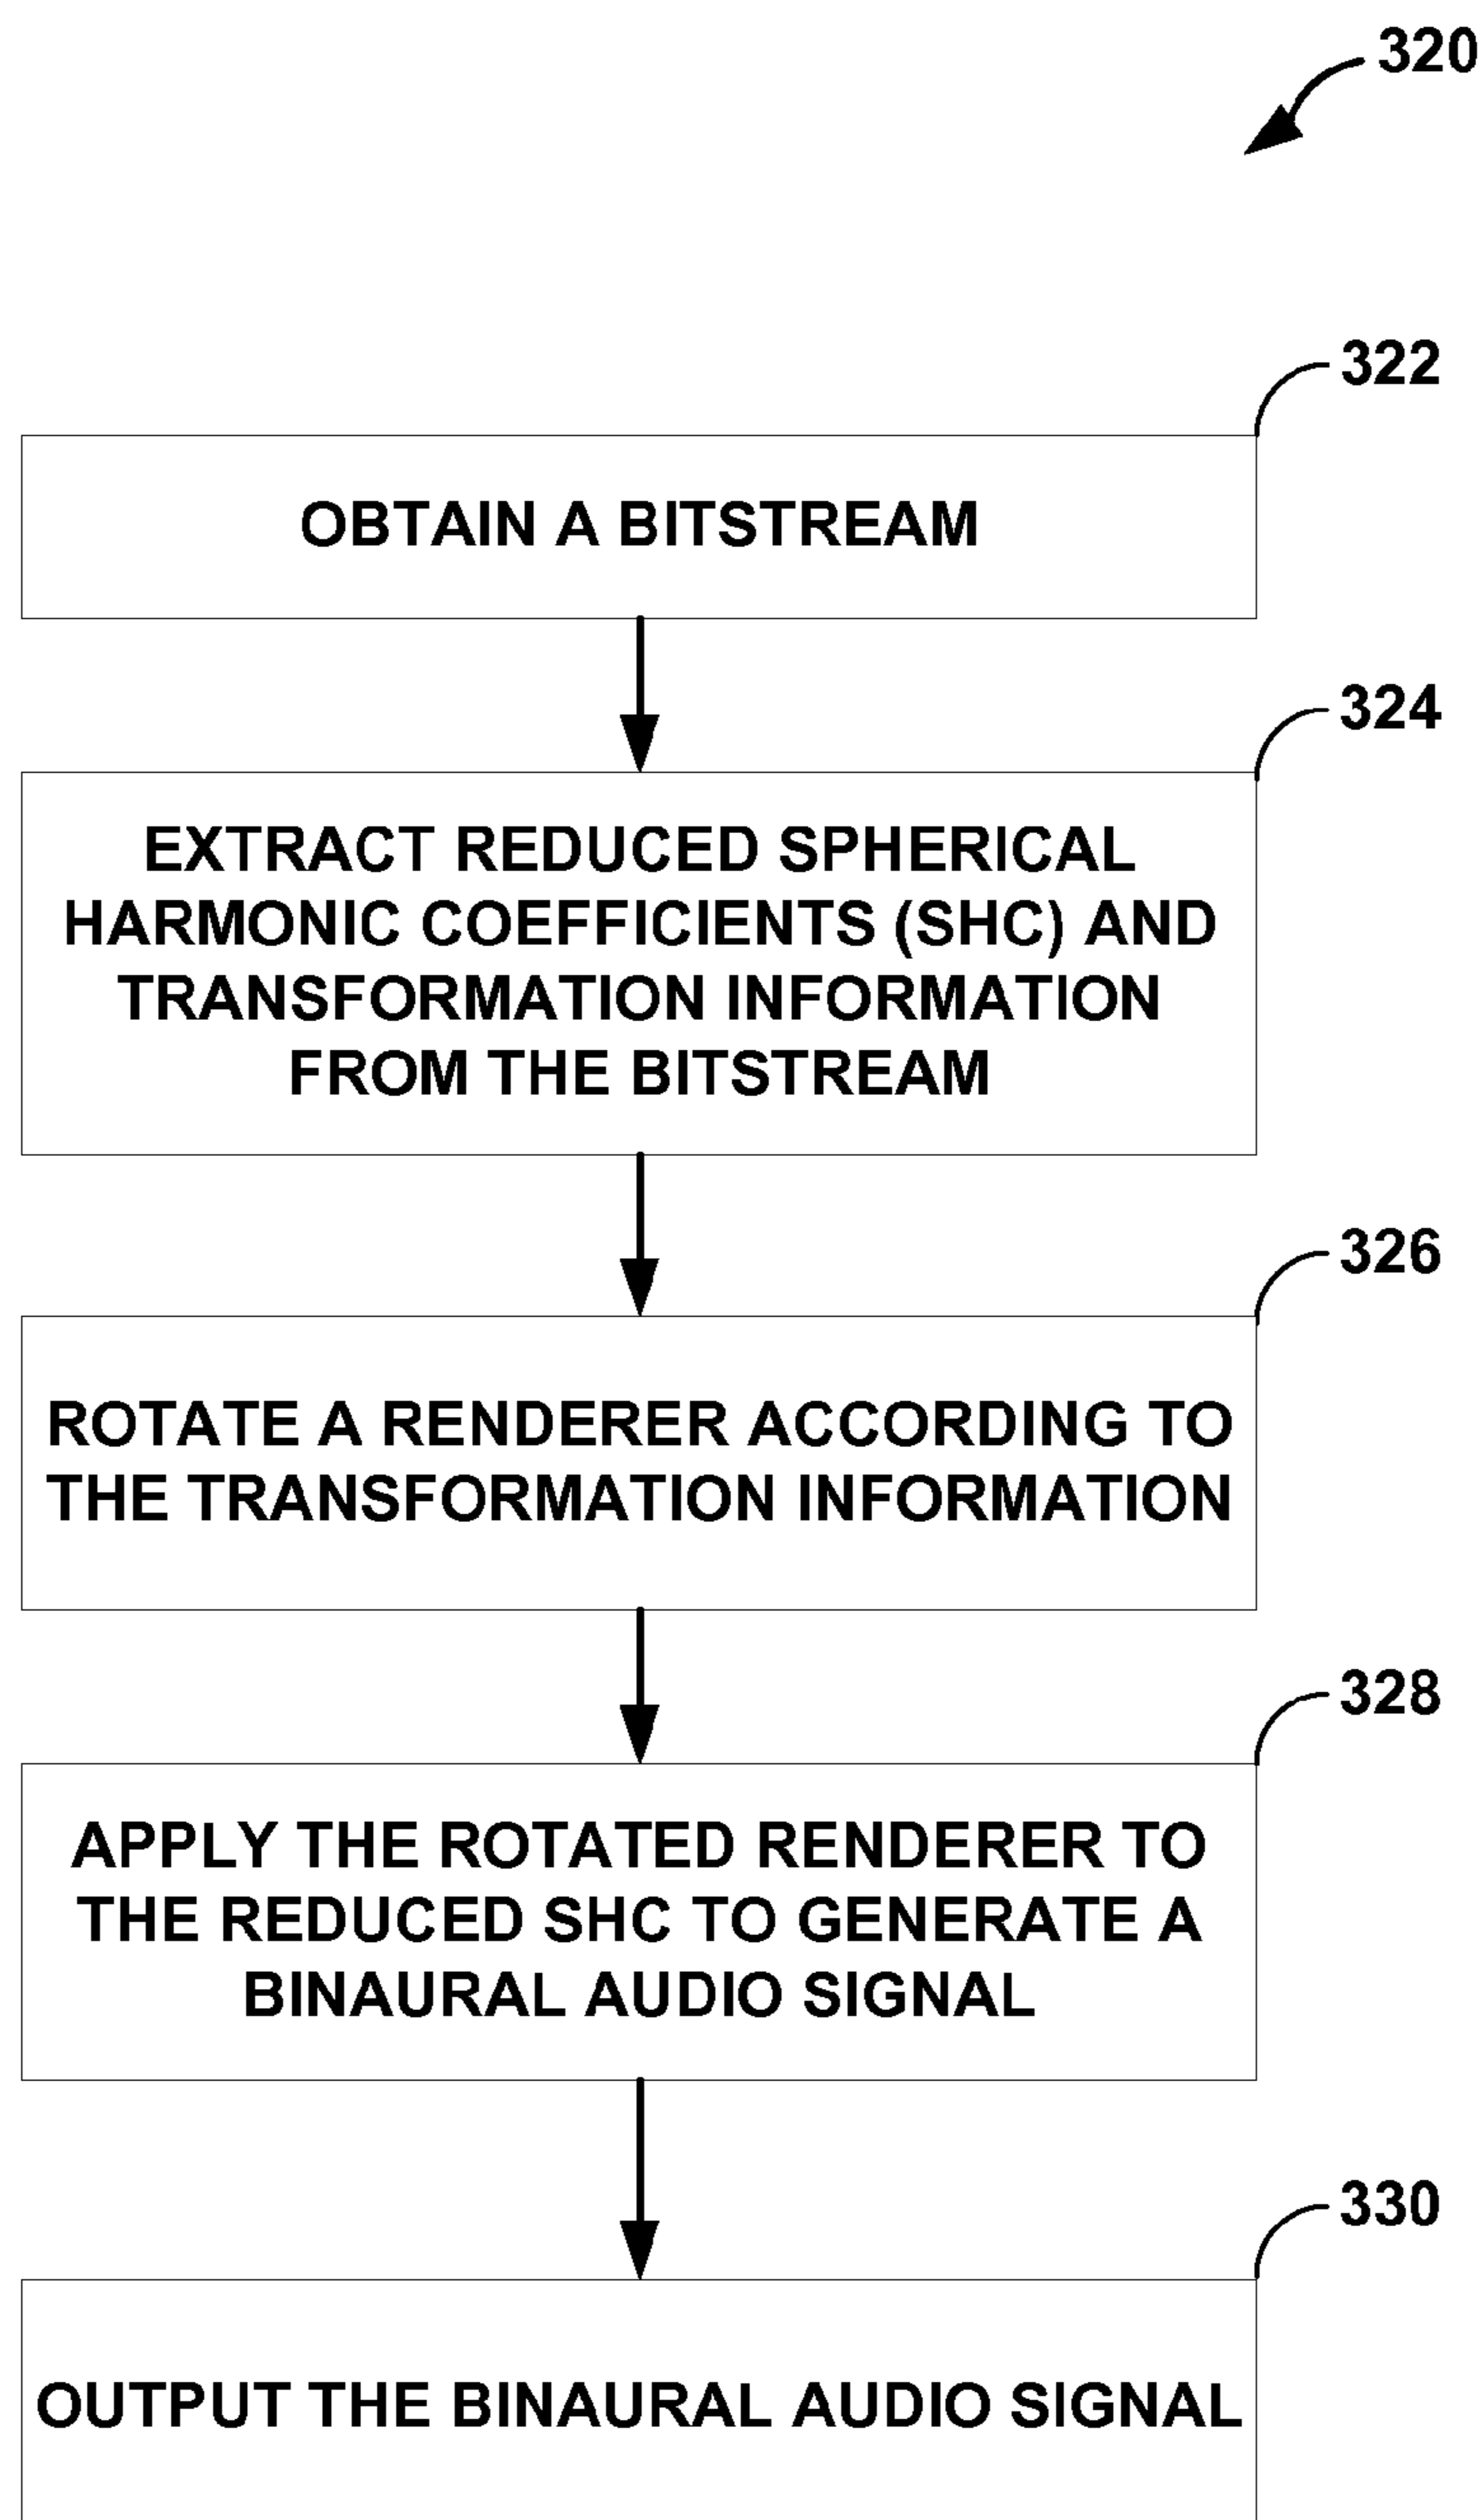 320
322
OBTAIN A BITSTREAM
324
EXTRACT REDUCED SPHERICAL
HARMONIC COEFFICIENTS (SHC) AND
TRANSFORMATION INFORMATION
FROM THE BITSTREAM
326
ROTATE A RENDERER ACCORDING TO
THE TRANSFORMATION INFORMATION
328
APPLY THE ROTATED RENDERER TO
THE REDUCED SHC TO GENERATE A
BINAURAL AUDIO SIGNAL
330
OUTPUT THE BINAURAL AUDIO SIGNAL